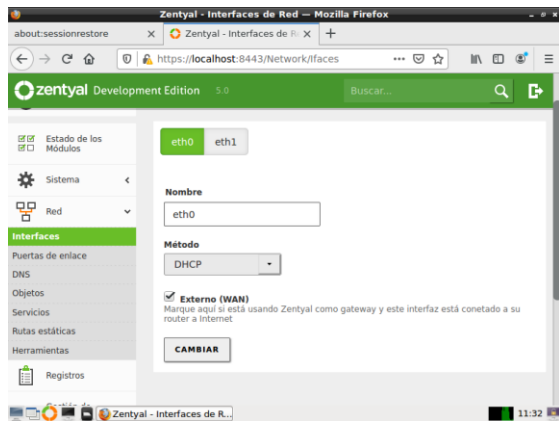 Zentyal - Interfaces de Red — Mozilla Firefox
about:sessionrestore
Zentyal - Interfaces de Re
https://localhost:8443/Network/Ifaces
zentyal Development Edition 5.0
Buscar...
Estado de los
Módulos
Sistema
Red
Interfaces
Puertas de enlace
DNS
Objetos
Servicios
Rutas estáticas
Herramientas
Registros
eth0 eth1
Nombre
eth0
Método
DHCP
Externo (WAN)
Marque aquí si está usando Zentyal como gateway y este interfaz está conetado a su
router a Internet
CAMBIAR
Zentyal - Interfaces de R...
11:32